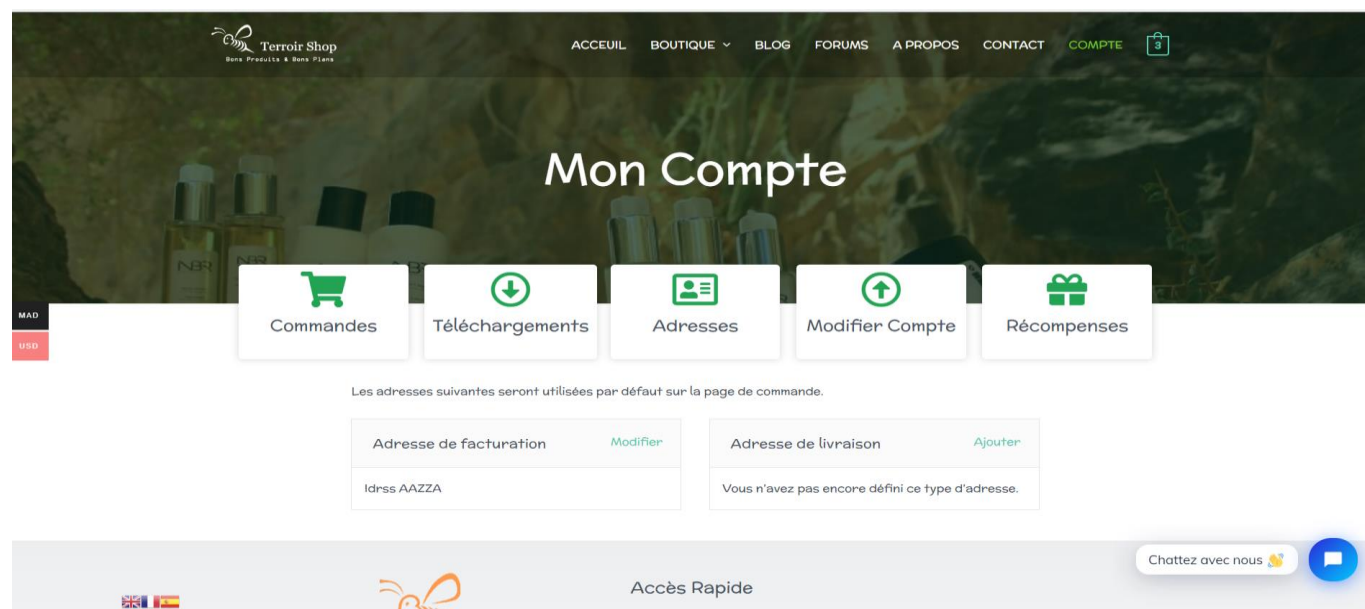 Terroir Shop
Bons Produits & Bons Plans
ACCEUIL BOUTIQUE BLOG FORUMS A PROPOS CONTACT COMPTE 3
Mon Compte
NBR NBR
Commandes Téléchargements Adresses Modifier Compte Récompenses
MAD
USD
Les adresses suivantes seront utilisées par défaut sur la page de commande.
Adresse de facturation Modifier
Idrss AAZZA
Adresse de livraison Ajouter
Vous n'avez pas encore défini ce type d'adresse.
Chattez avec nous 👋
Accès Rapide